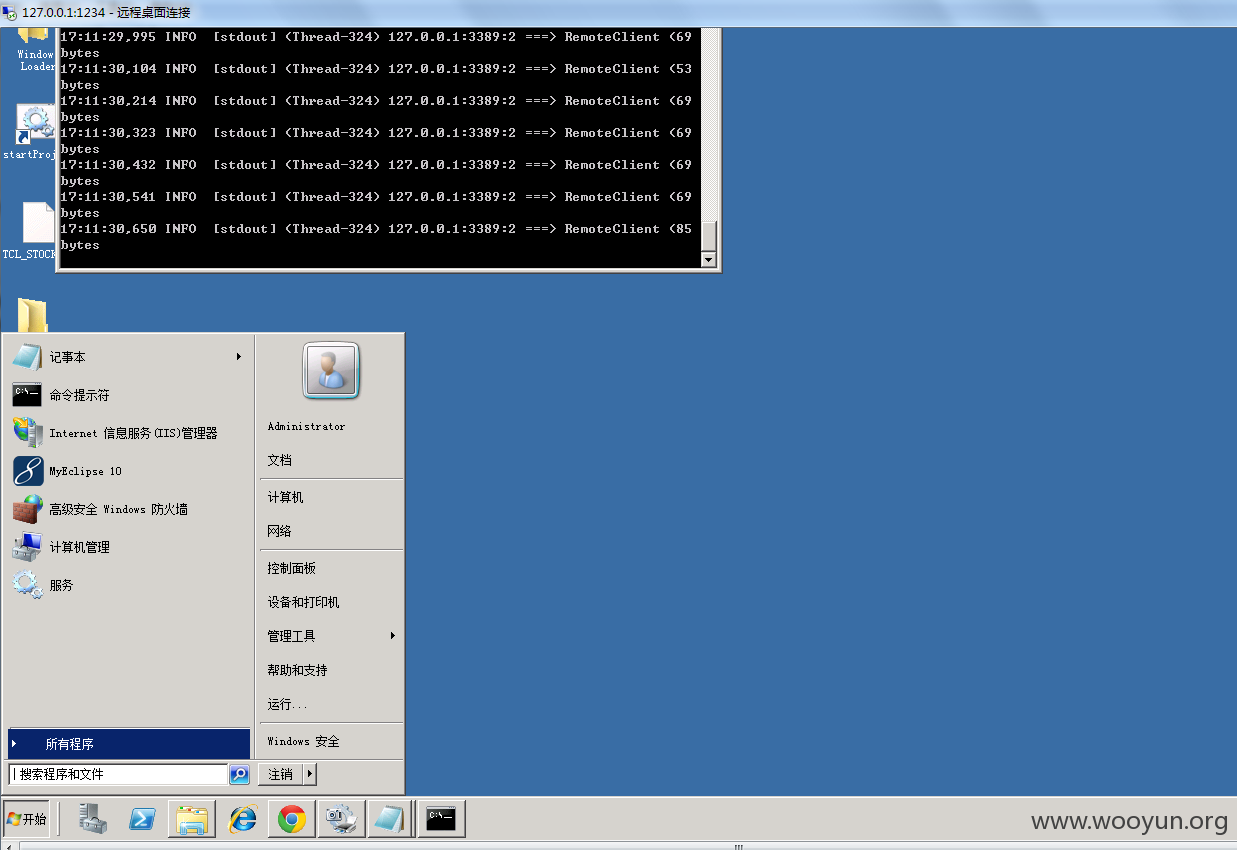 127.0.0.1:1234 - 远程桌面连接
17:11:29,995 INFO  [stdout] (Thread-324) 127.0.0.1:3389:2 ===> RemoteClient (69
bytes
17:11:30,104 INFO  [stdout] (Thread-324) 127.0.0.1:3389:2 ===> RemoteClient (53
bytes
17:11:30,214 INFO  [stdout] (Thread-324) 127.0.0.1:3389:2 ===> RemoteClient (69
bytes
17:11:30,323 INFO  [stdout] (Thread-324) 127.0.0.1:3389:2 ===> RemoteClient (69
bytes
17:11:30,432 INFO  [stdout] (Thread-324) 127.0.0.1:3389:2 ===> RemoteClient (69
bytes
17:11:30,541 INFO  [stdout] (Thread-324) 127.0.0.1:3389:2 ===> RemoteClient (69
bytes
17:11:30,650 INFO  [stdout] (Thread-324) 127.0.0.1:3389:2 ===> RemoteClient (85
bytes
Window
Loader
startProj
TCL_STOCK
记事本
命令提示符
Internet 信息服务(IIS)管理器
MyEclipse 10
高级安全 Windows 防火墙
计算机管理
服务
所有程序
搜索程序和文件
Administrator
文档
计算机
网络
控制面板
设备和打印机
管理工具
帮助和支持
运行...
Windows 安全
注销
开始
www.wooyun.org